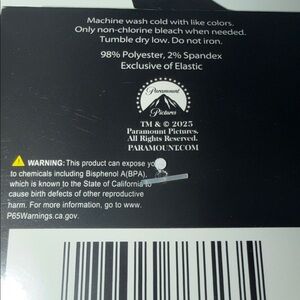 Machine wash cold with like colors.
Only non-chlorine bleach when needed.
Tumble dry low. Do not iron.
98% Polyester, 2% Spandex
Exclusive of Elastic
Paramount
Pictures
TM & © 2025
Paramount Pictures.
All Rights Reserved.
PARAMOUNT.COM
WARNING: This product can expose you
to chemicals including Bisphenol A(BPA),
which is known to the State of California to
cause birth defects of other reproductive
harm. For more information, go to www.
P65Warnings.ca.gov.